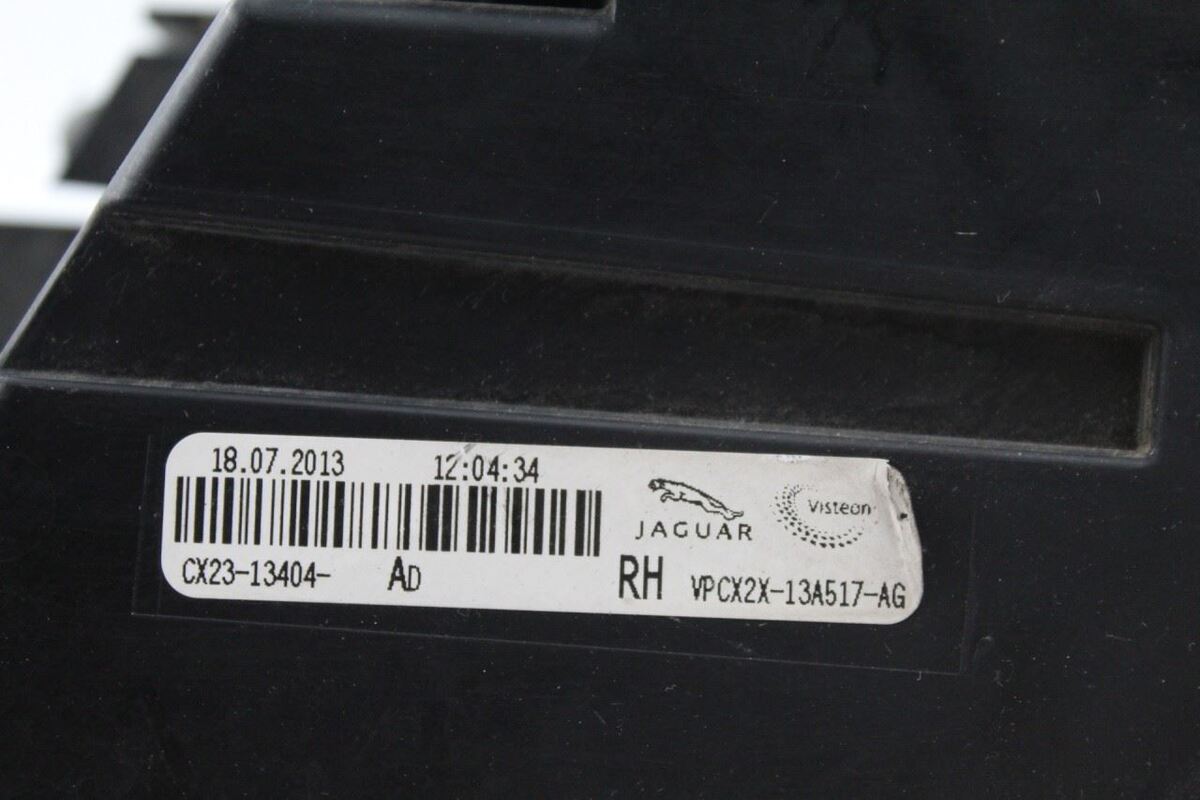 18.07.2013 12:04:34
JAGUAR
Visteon
CX23-13404- AD
RH VPCX2X-13A517-AG